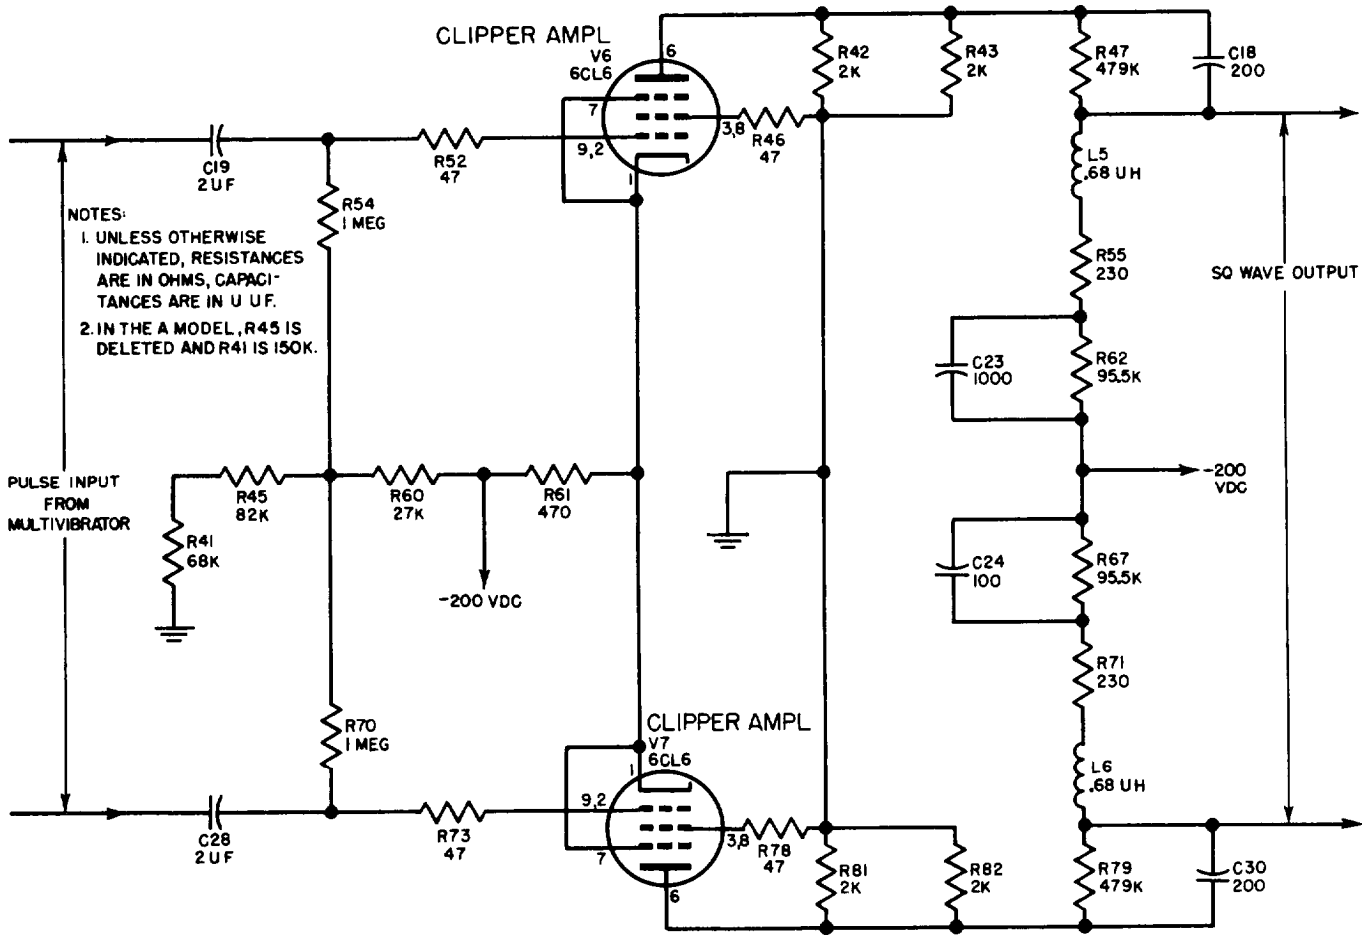 CLIPPER AMPL
V6
6CL6
6
7
9,2
3,8
1
R42
2K
R43
2K
R47
479K
C18
200
R46
47
C19
2UF
R52
47
L5
.68 UH
R54
1 MEG
NOTES:
1. UNLESS OTHERWISE
INDICATED, RESISTANCES
ARE IN OHMS, CAPACI-
TANCES ARE IN U UF.
2. IN THE A MODEL, R45 IS
DELETED AND R41 IS 150K.
R55
230
SQ WAVE OUTPUT
C23
1000
R62
95.5K
PULSE INPUT
FROM
MULTIVIBRATOR
R45
82K
R60
27K
R61
470
-200
VDC
R41
68K
-200 VDC
C24
100
R67
95.5K
R71
230
R70
1 MEG
CLIPPER AMPL
V7
6CL6
1
9,2
7
3,8
6
L6
.68 UH
C28
2UF
R73
47
R78
47
R81
2K
R82
2K
R79
479K
C30
200